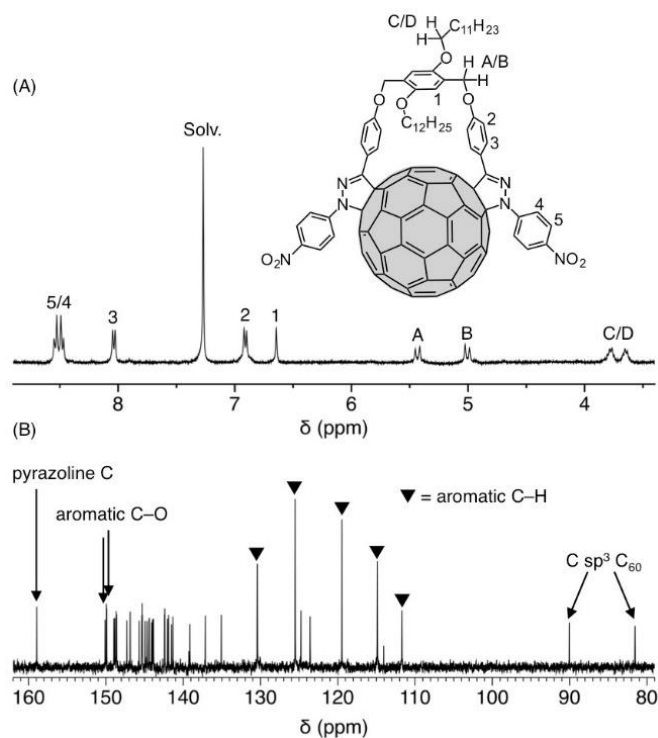 (A)
C/D
H
H
C₁₁H₂₃
O
H
A/B
H
O
1
O
O
C₁₂H₂₅
2
3
Solv.
N
N
N
N
4
5
NO₂
NO₂
5/4
3
2
1
A
B
C/D
8
7
6
5
4
δ (ppm)
(B)
pyrazoline C
aromatic C–O
▼ = aromatic C–H
C sp³ C₆₀
160
150
140
130
120
110
100
90
80
δ (ppm)